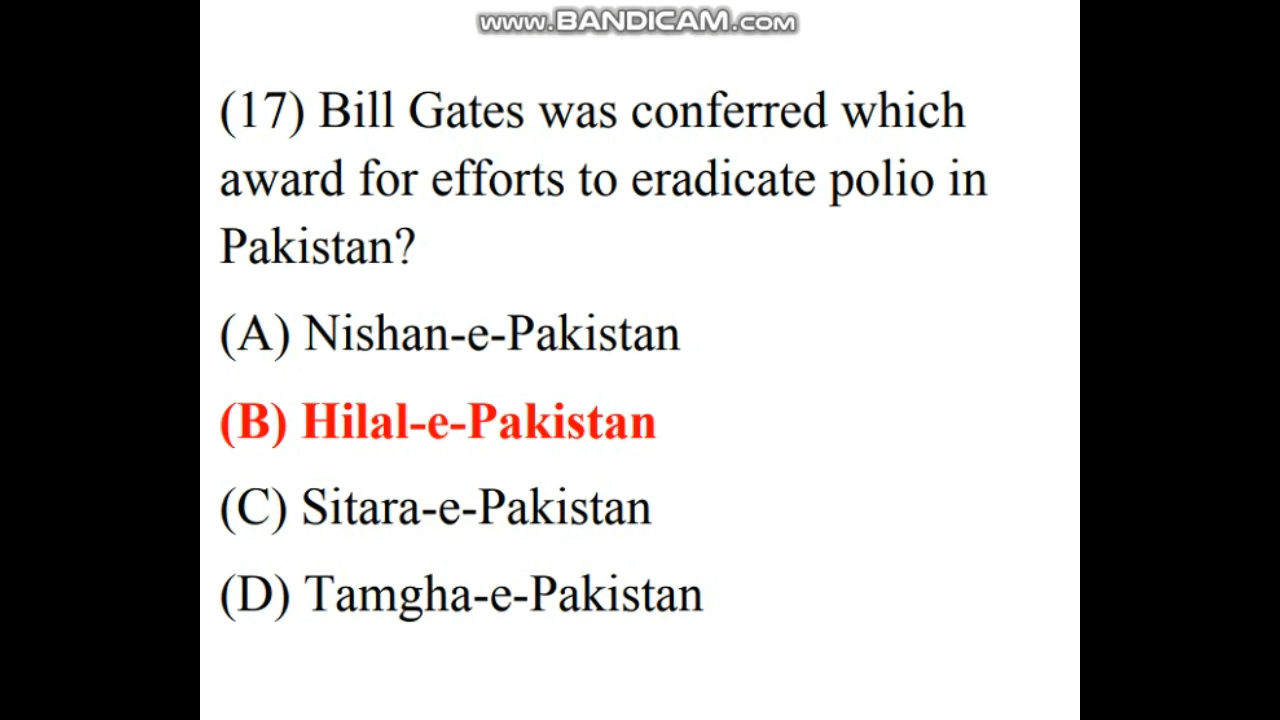 www.BANDICAM.com
(17) Bill Gates was conferred which
award for efforts to eradicate polio in
Pakistan?
(A) Nishan-e-Pakistan
(B) Hilal-e-Pakistan
(C) Sitara-e-Pakistan
(D) Tamgha-e-Pakistan